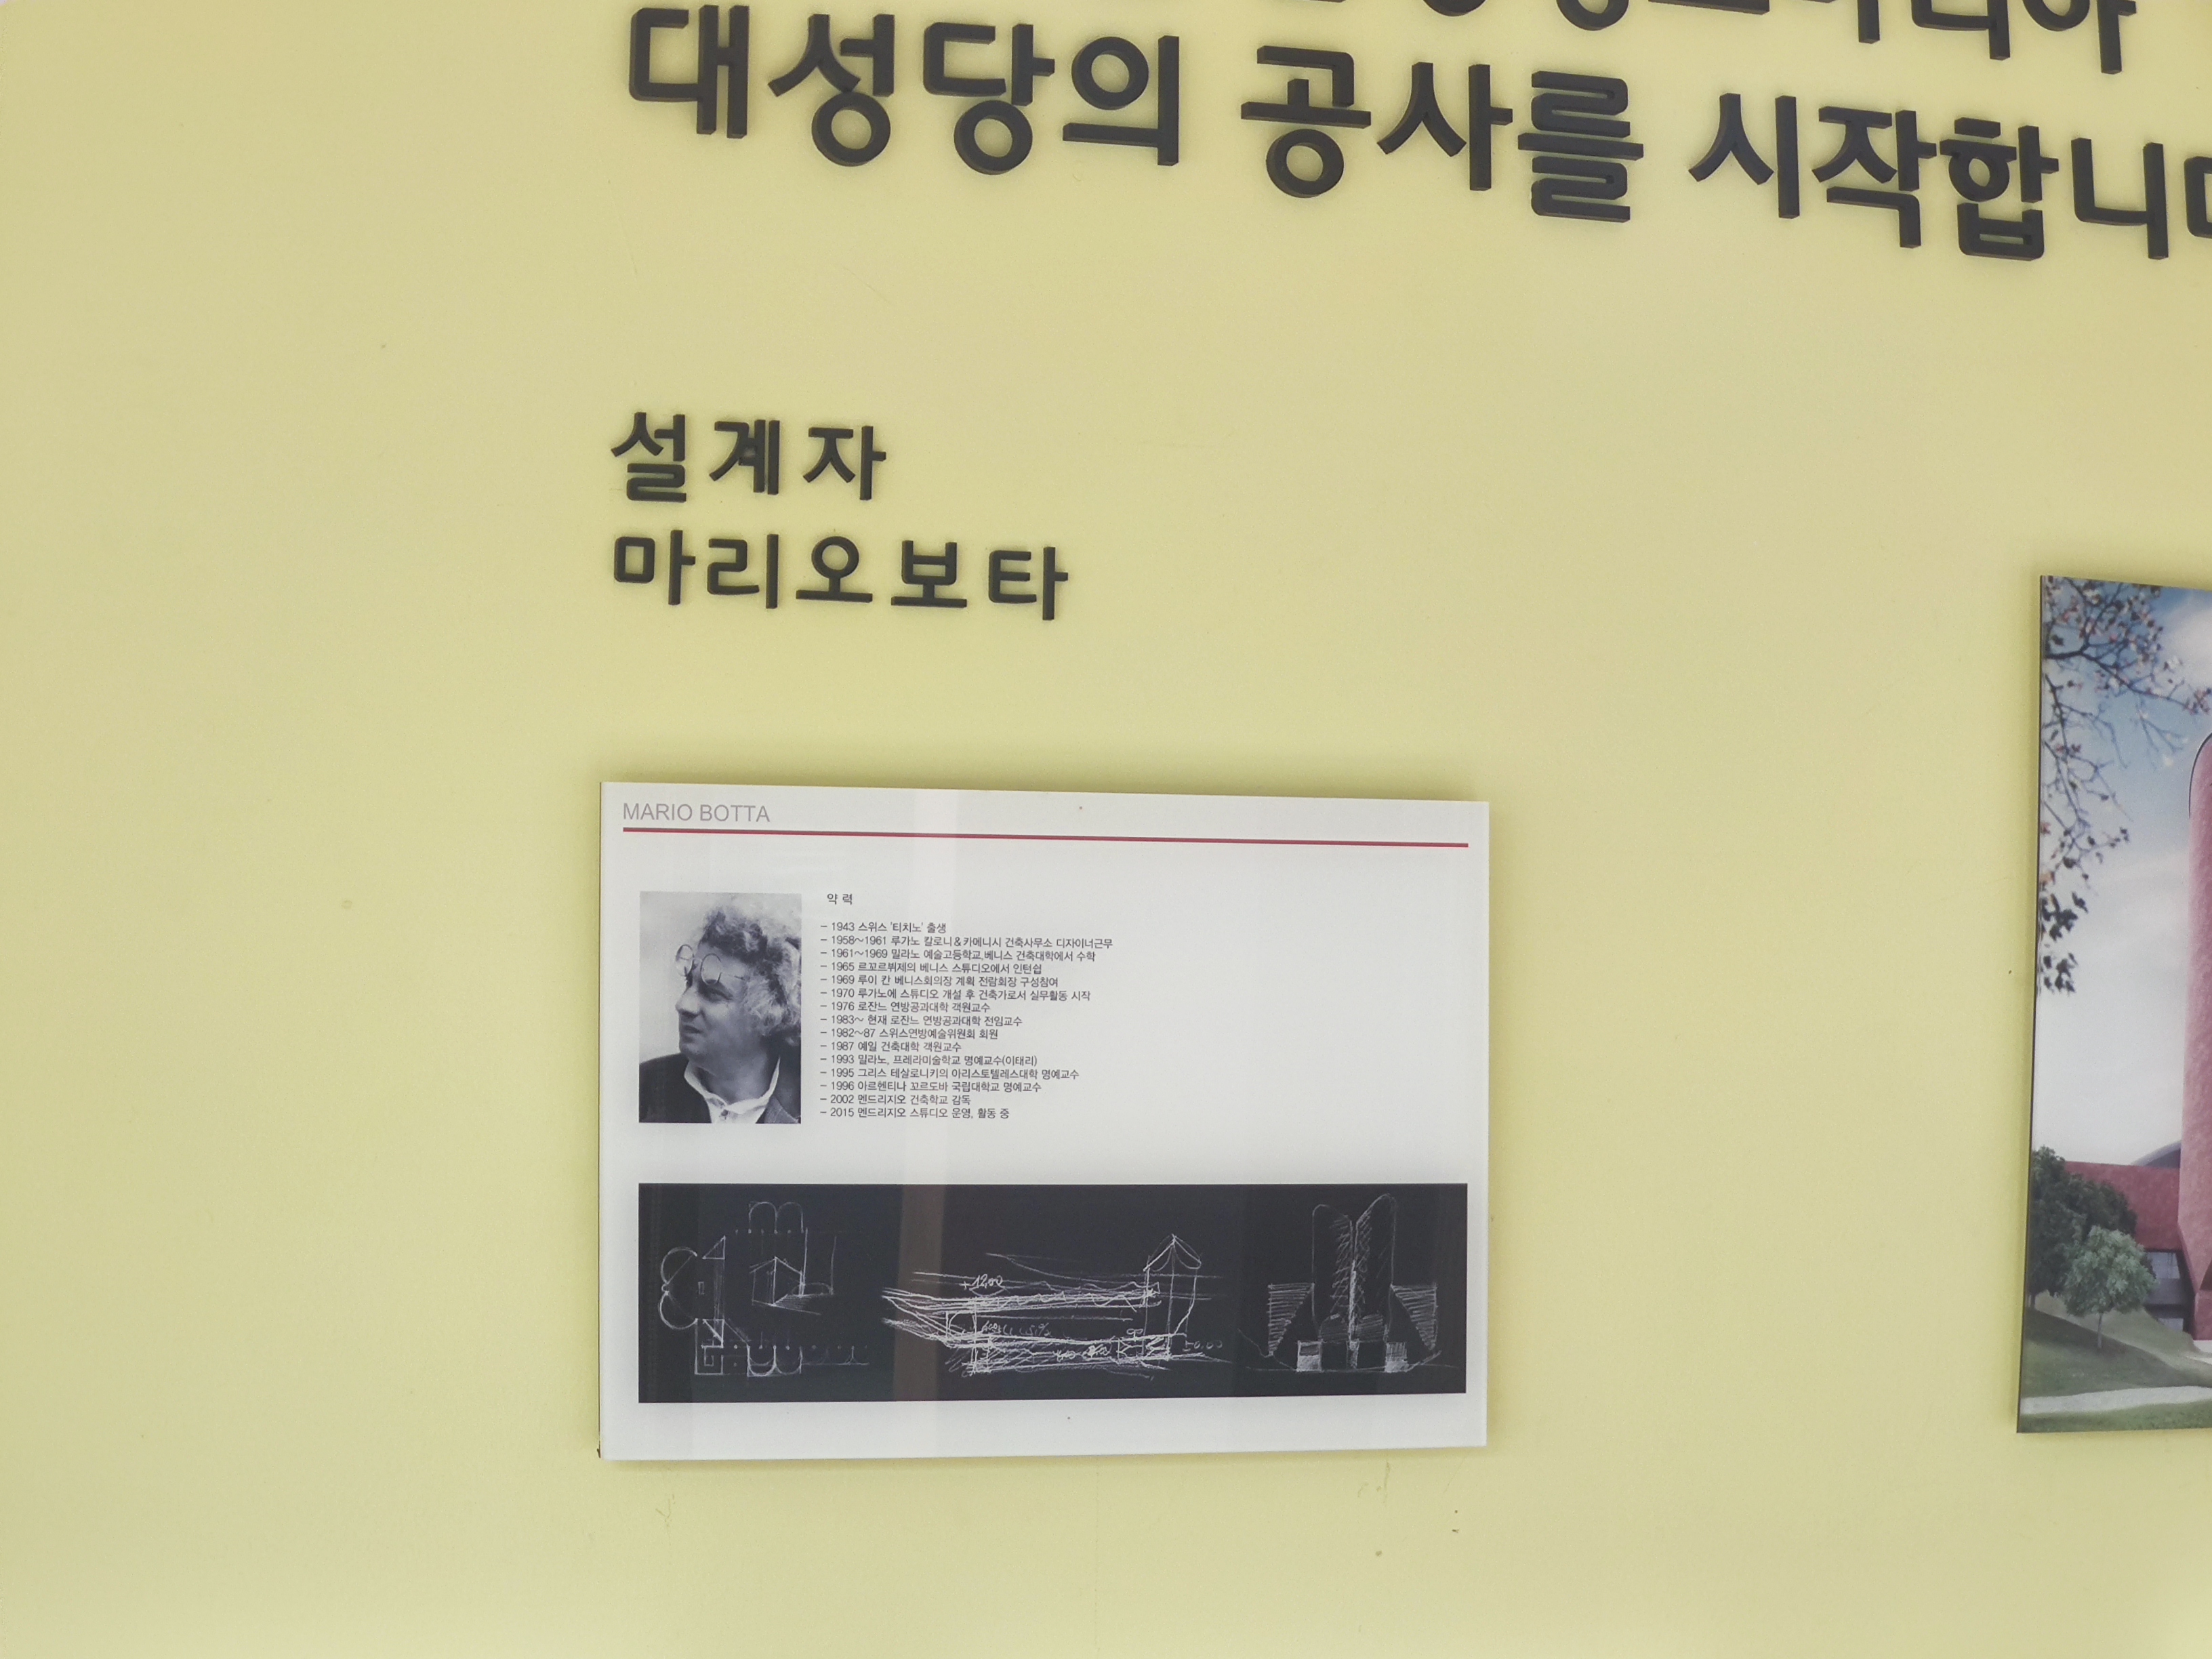 대성당의 공사를 시작합니다
설계자
마리오보타
MARIO BOTTA
약 력
- 1943 스위스 '티치노' 출생
- 1958~1961 루가노 칼로니&카메니시 건축사무소 디자이너근무
- 1961~1969 밀라노 예술고등학교,베니스 건축대학에서 수학
- 1965 르꼬르뷔제의 베니스 스튜디오에서 인턴쉽
- 1969 루이 칸 베니스회의장 계획 전람회장 구성참여
- 1970 루가노에 스튜디오 개설 후 건축가로서 실무활동 시작
- 1976 로잔느 연방공과대학 객원교수
- 1983~ 현재 로잔느 연방공과대학 전임교수
- 1982~87 스위스연방예술위원회 회원
- 1987 예일 건축대학 객원교수
- 1993 밀라노, 프레라미술학교 명예교수(이태리)
- 1995 그리스 테살로니키의 아리스토텔레스대학 명예교수
- 1996 아르헨티나 꼬르도바 국립대학교 명예교수
- 2002 멘드리지오 건축학교 감독
- 2015 멘드리지오 스튜디오 운영, 활동 중
+1200